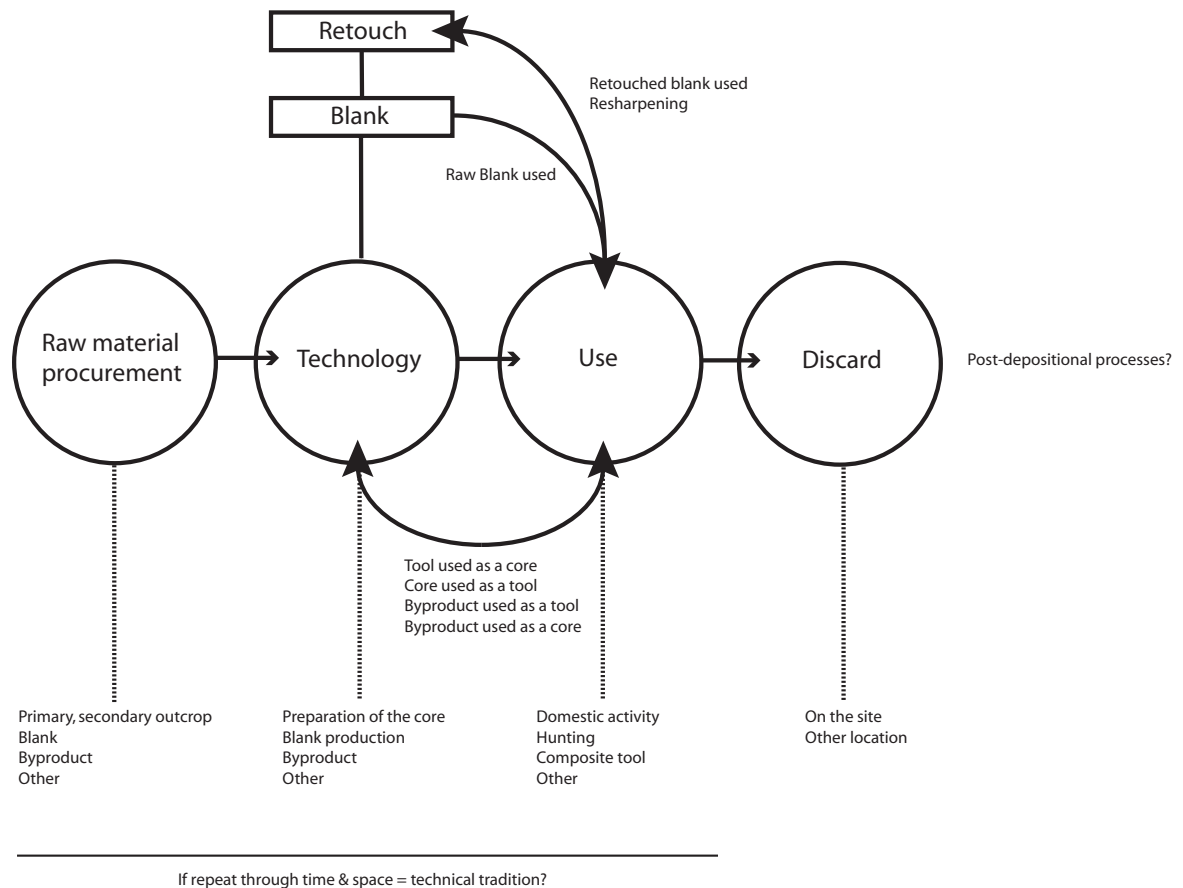 Retouch
Retouched blank used
Resharpening
Blank
Raw Blank used
Raw material
procurement
Technology
Use
Discard
Post-depositional processes?
Tool used as a core
Core used as a tool
Byproduct used as a tool
Byproduct used as a core
Primary, secondary outcrop
Blank
Byproduct
Other
Preparation of the core
Blank production
Byproduct
Other
Domestic activity
Hunting
Composite tool
Other
On the site
Other location
If repeat through time & space = technical tradition?